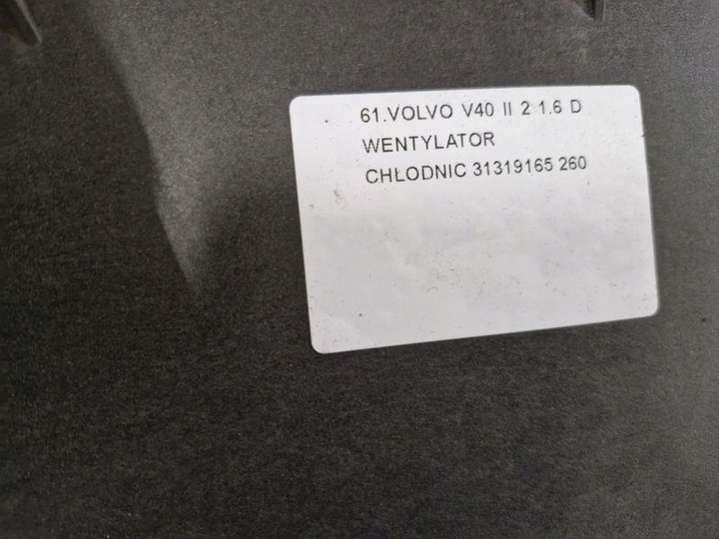 61.VOLVO V40 II 2 1.6 D
WENTYLATOR
CHŁODNIC 31319165 260